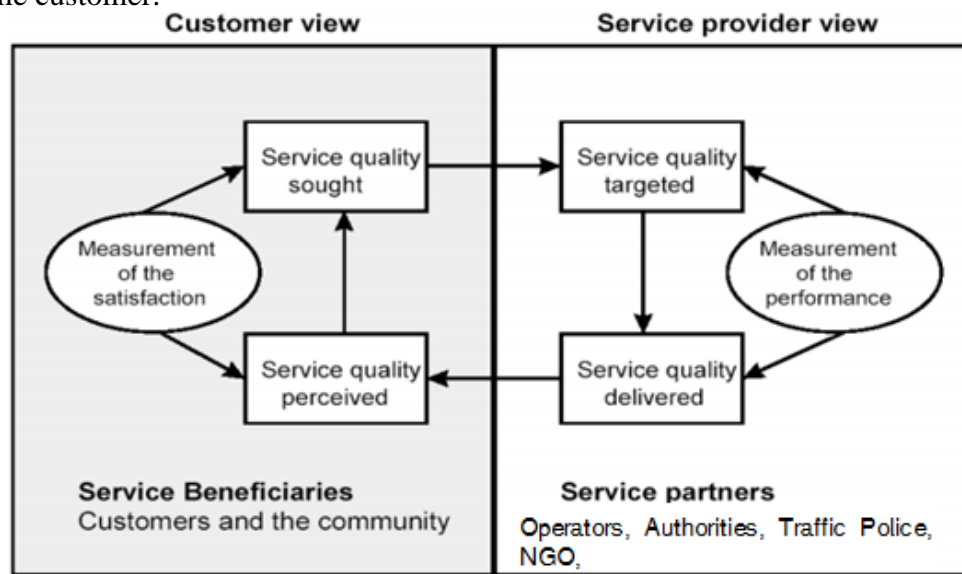 the customer.
Customer view
Service provider view
Service quality
sought
Service quality
targeted
Measurement
of the
satisfaction
Measurement
of the
performance
Service quality
perceived
Service quality
delivered
Service Beneficiaries
Customers and the community
Service partners
Operators, Authorities, Traffic Police,
NGO,